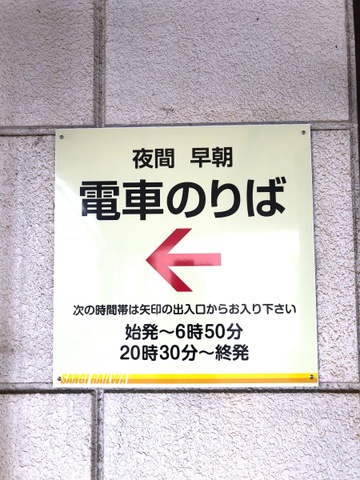 夜間 早朝
電車のりば
次の時間帯は矢印の出入口からお入り下さい
始発〜6時50分
20時30分〜終発
SANGI RAILWAY